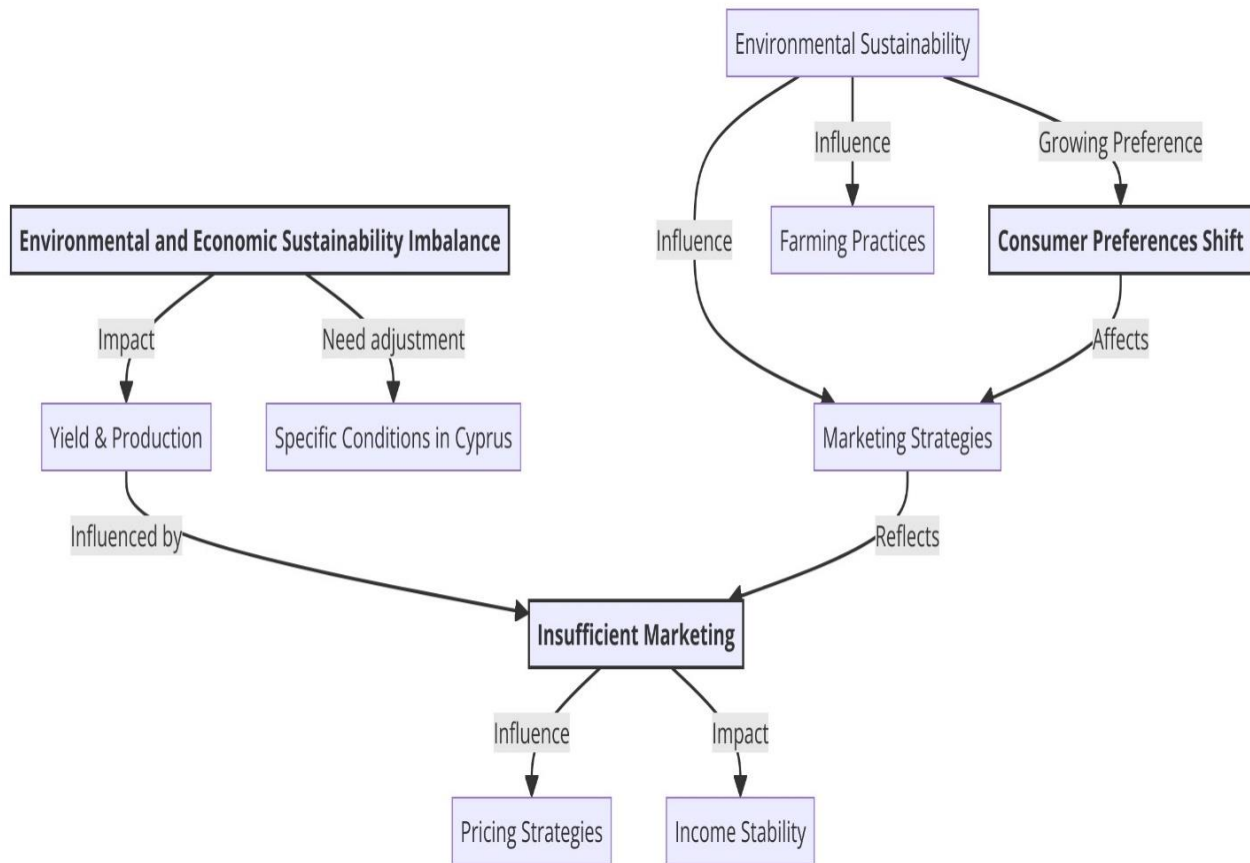 Environmental Sustainability
Influence
Growing Preference
Environmental and Economic Sustainability Imbalance
Influence
Farming Practices
Consumer Preferences Shift
Impact
Need adjustment
Affects
Yield & Production
Specific Conditions in Cyprus
Marketing Strategies
Influenced by
Reflects
Insufficient Marketing
Influence
Impact
Pricing Strategies
Income Stability